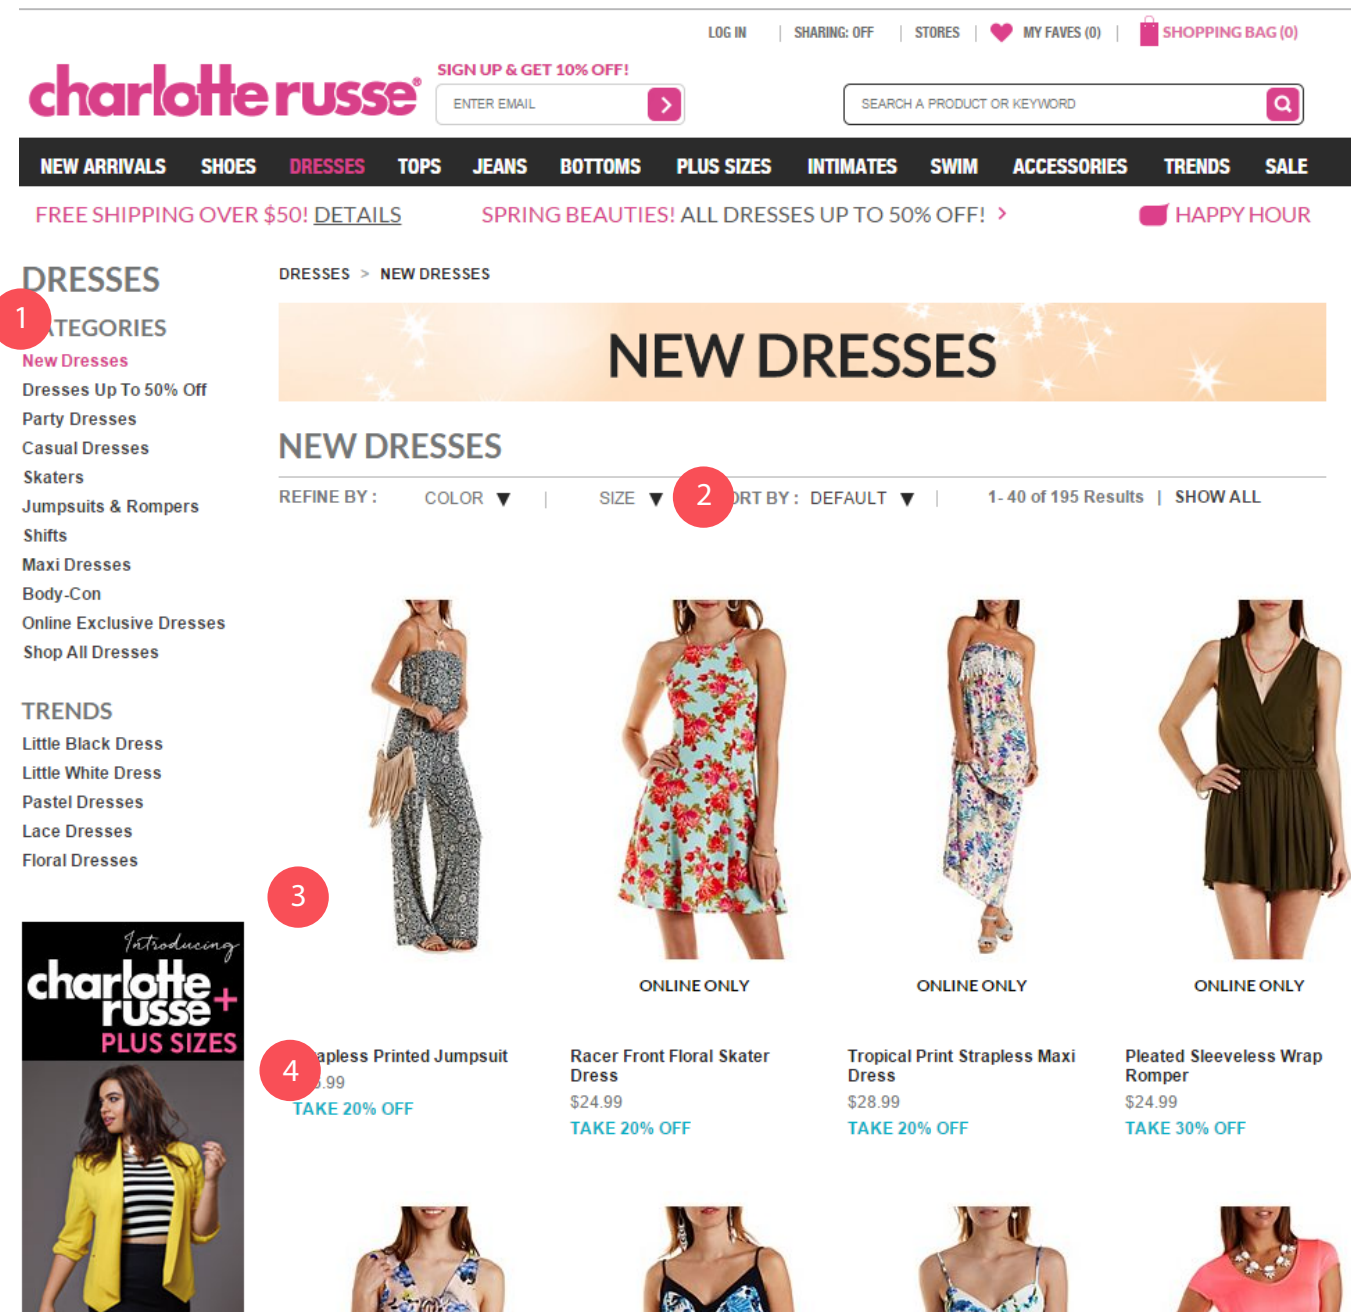 LOG IN | SHARING: OFF | STORES | MY FAVES (0) | SHOPPING BAG (0)
SIGN UP & GET 10% OFF!
charlotte russe®
ENTER EMAIL
SEARCH A PRODUCT OR KEYWORD
NEW ARRIVALS SHOES DRESSES TOPS JEANS BOTTOMS PLUS SIZES INTIMATES SWIM ACCESSORIES TRENDS SALE
FREE SHIPPING OVER $50! DETAILS SPRING BEAUTIES! ALL DRESSES UP TO 50% OFF! > HAPPY HOUR
DRESSES
1
TEGORIES
New Dresses
Dresses Up To 50% Off
Party Dresses
Casual Dresses
Skaters
Jumpsuits & Rompers
Shifts
Maxi Dresses
Body-Con
Online Exclusive Dresses
Shop All Dresses
TRENDS
Little Black Dress
Little White Dress
Pastel Dresses
Lace Dresses
Floral Dresses
Introducing
charlotte
russe+
PLUS SIZES
DRESSES > NEW DRESSES
NEW DRESSES
NEW DRESSES
REFINE BY : COLOR ▼ | SIZE ▼ 2 ORT BY : DEFAULT ▼ | 1- 40 of 195 Results | SHOW ALL
3
ONLINE ONLY
ONLINE ONLY
ONLINE ONLY
4
apless Printed Jumpsuit
.99
TAKE 20% OFF
Racer Front Floral Skater
Dress
$24.99
TAKE 20% OFF
Tropical Print Strapless Maxi
Dress
$28.99
TAKE 20% OFF
Pleated Sleeveless Wrap
Romper
$24.99
TAKE 30% OFF